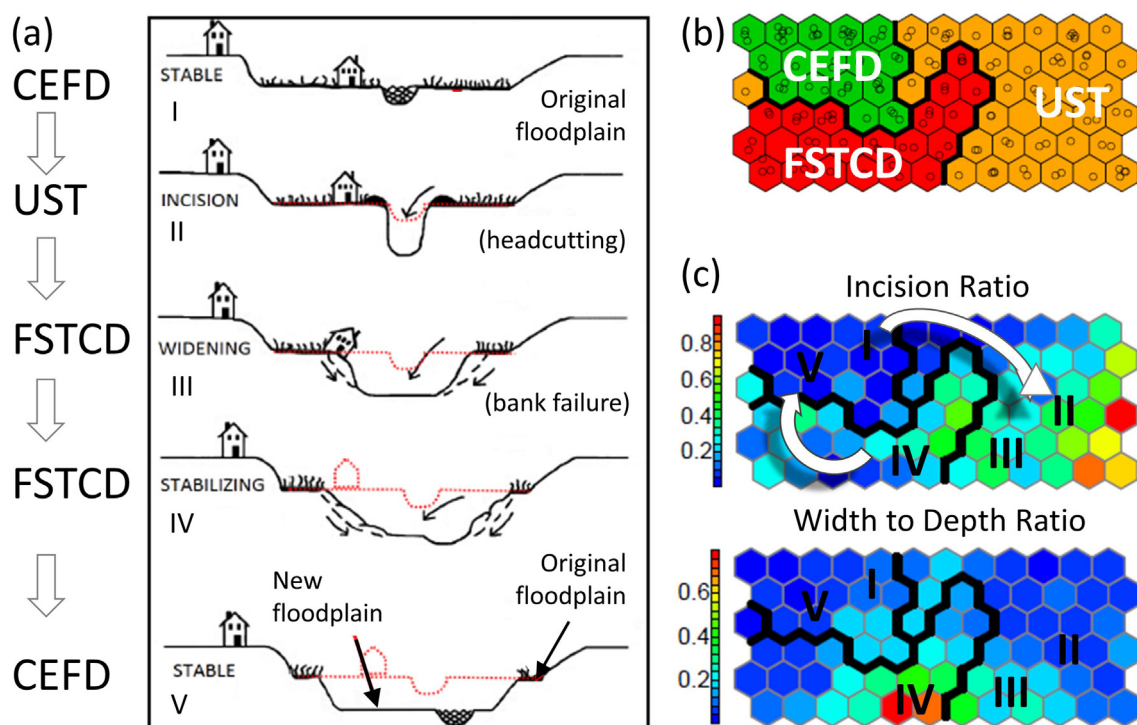 (a)
CEFD
STABLE
I
Original
floodplain
UST
INCISION
II
(headcutting)
FSTCD
WIDENING
III
(bank failure)
FSTCD
STABILIZING
IV
New
floodplain
Original
floodplain
CEFD
STABLE
V
(b)
CEFD
UST
FSTCD
(c)
Incision Ratio
0.8
0.6
0.4
0.2
I
V
II
III
IV
Width to Depth Ratio
0.6
0.4
0.2
I
V
II
III
IV